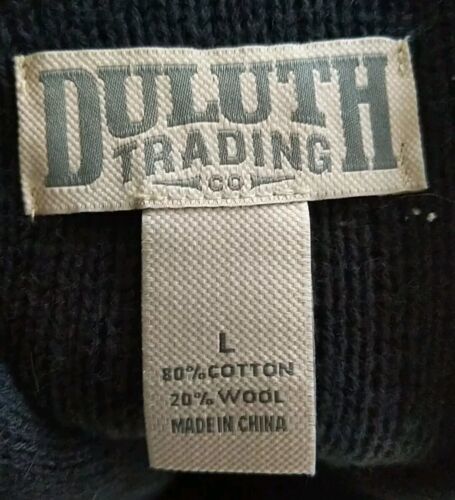 DULUTH
TRADING
CO
L
80% COTTON
20% WOOL
MADE IN CHINA